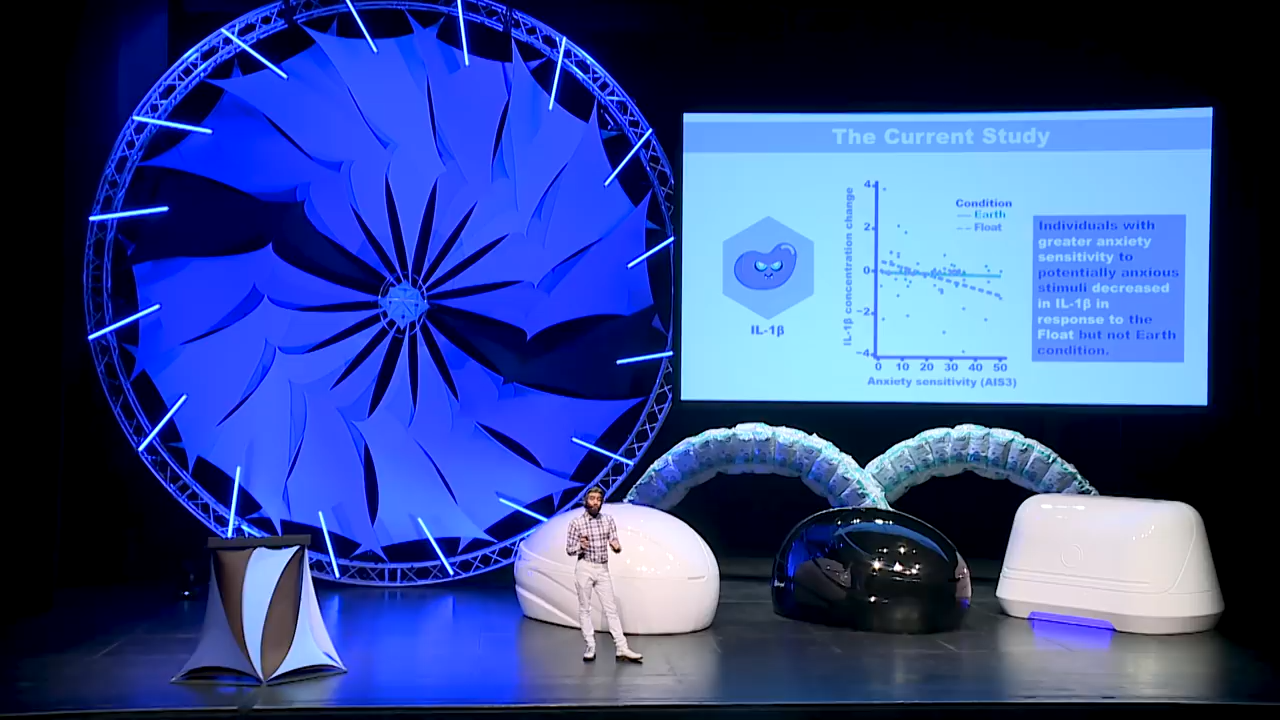 The Current Study
IL-1β
IL-1β concentration change
4
2
0
−2
−4
0 10 20 30 40 50
Anxiety sensitivity (AIS3)
Condition
Earth
Float
Individuals with
greater anxiety
sensitivity to
potentially anxious
stimuli decreased
in IL-1β in
response to the
Float but not Earth
condition.